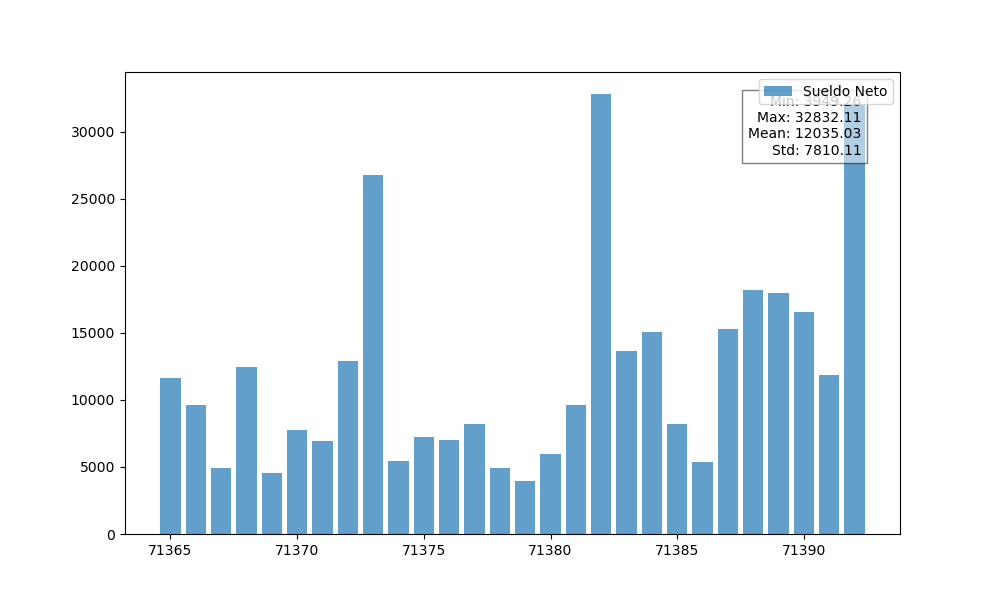 Sueldo Neto
Min: 3949.26
Max: 32832.11
Mean: 12035.03
Std: 7810.11
30000
25000
20000
15000
10000
5000
0
71365 71370 71375 71380 71385 71390